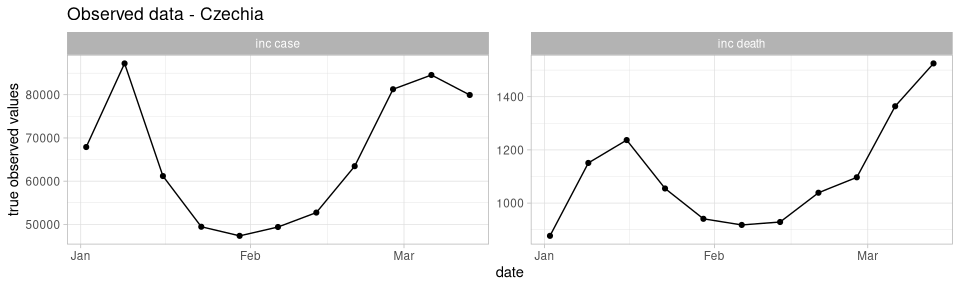 Observed data - Czechia
inc case
inc death
true observed values
80000
70000
60000
50000
1400
1200
1000
Jan
Feb
Mar
Jan
Feb
Mar
date